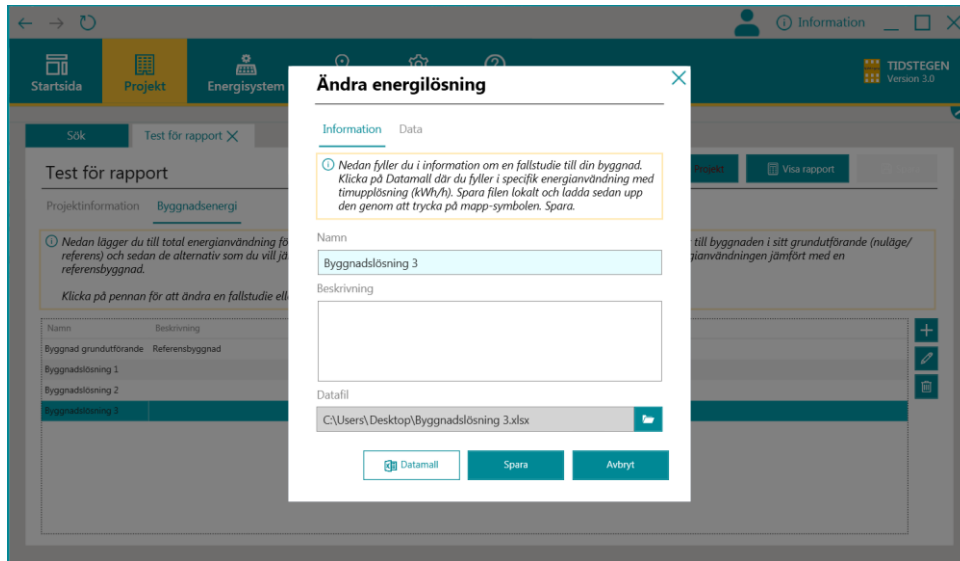 Information
Startsida
Projekt
Energisystem
TIDSTEGEN
Version 3.0
Sök
Test för rapport
Test för rapport
Projekt
Visa rapport
Projektinformation
Byggnadsenergi
Nedan lägger du till total energianvändning fö
till byggnaden i sitt grundutförande (nuläge/
referens) och sedan de alternativ som du vill jä
gianvändningen jämfört med en
referensbyggnad.
Klicka på pennan för att ändra en fallstudie ell
Namn
Beskrivning
Byggnad grundutförande
Referensbyggnad
Byggnadslösning 1
Byggnadslösning 2
Byggnadslösning 3
Ändra energilösning
Information
Data
Nedan fyller du i information om en fallstudie till din byggnad.
Klicka på Datamall där du fyller i specifik energianvändning med
timupplösning (kWh/h). Spara filen lokalt och ladda sedan upp
den genom att trycka på mapp-symbolen. Spara.
Namn
Byggnadslösning 3
Beskrivning
Datafil
C:\Users\Desktop\Byggnadslösning 3.xlsx
Datamall
Spara
Avbryt